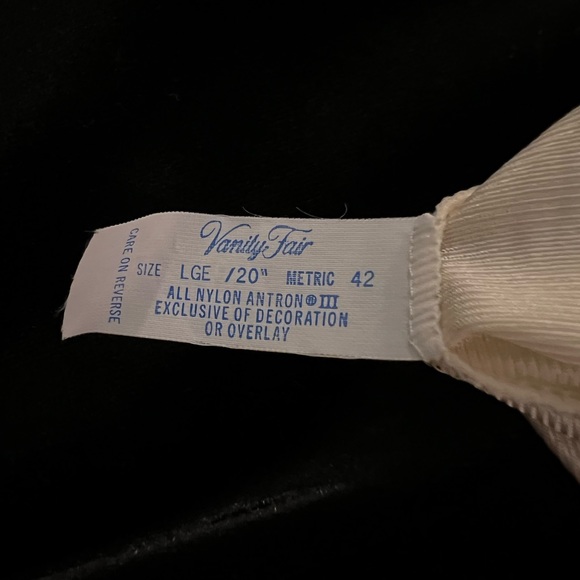 Vanity Fair
SIZE LGE /20" METRIC 42
ALL NYLON ANTRON® III
EXCLUSIVE OF DECORATION
OR OVERLAY
CARE ON REVERSE